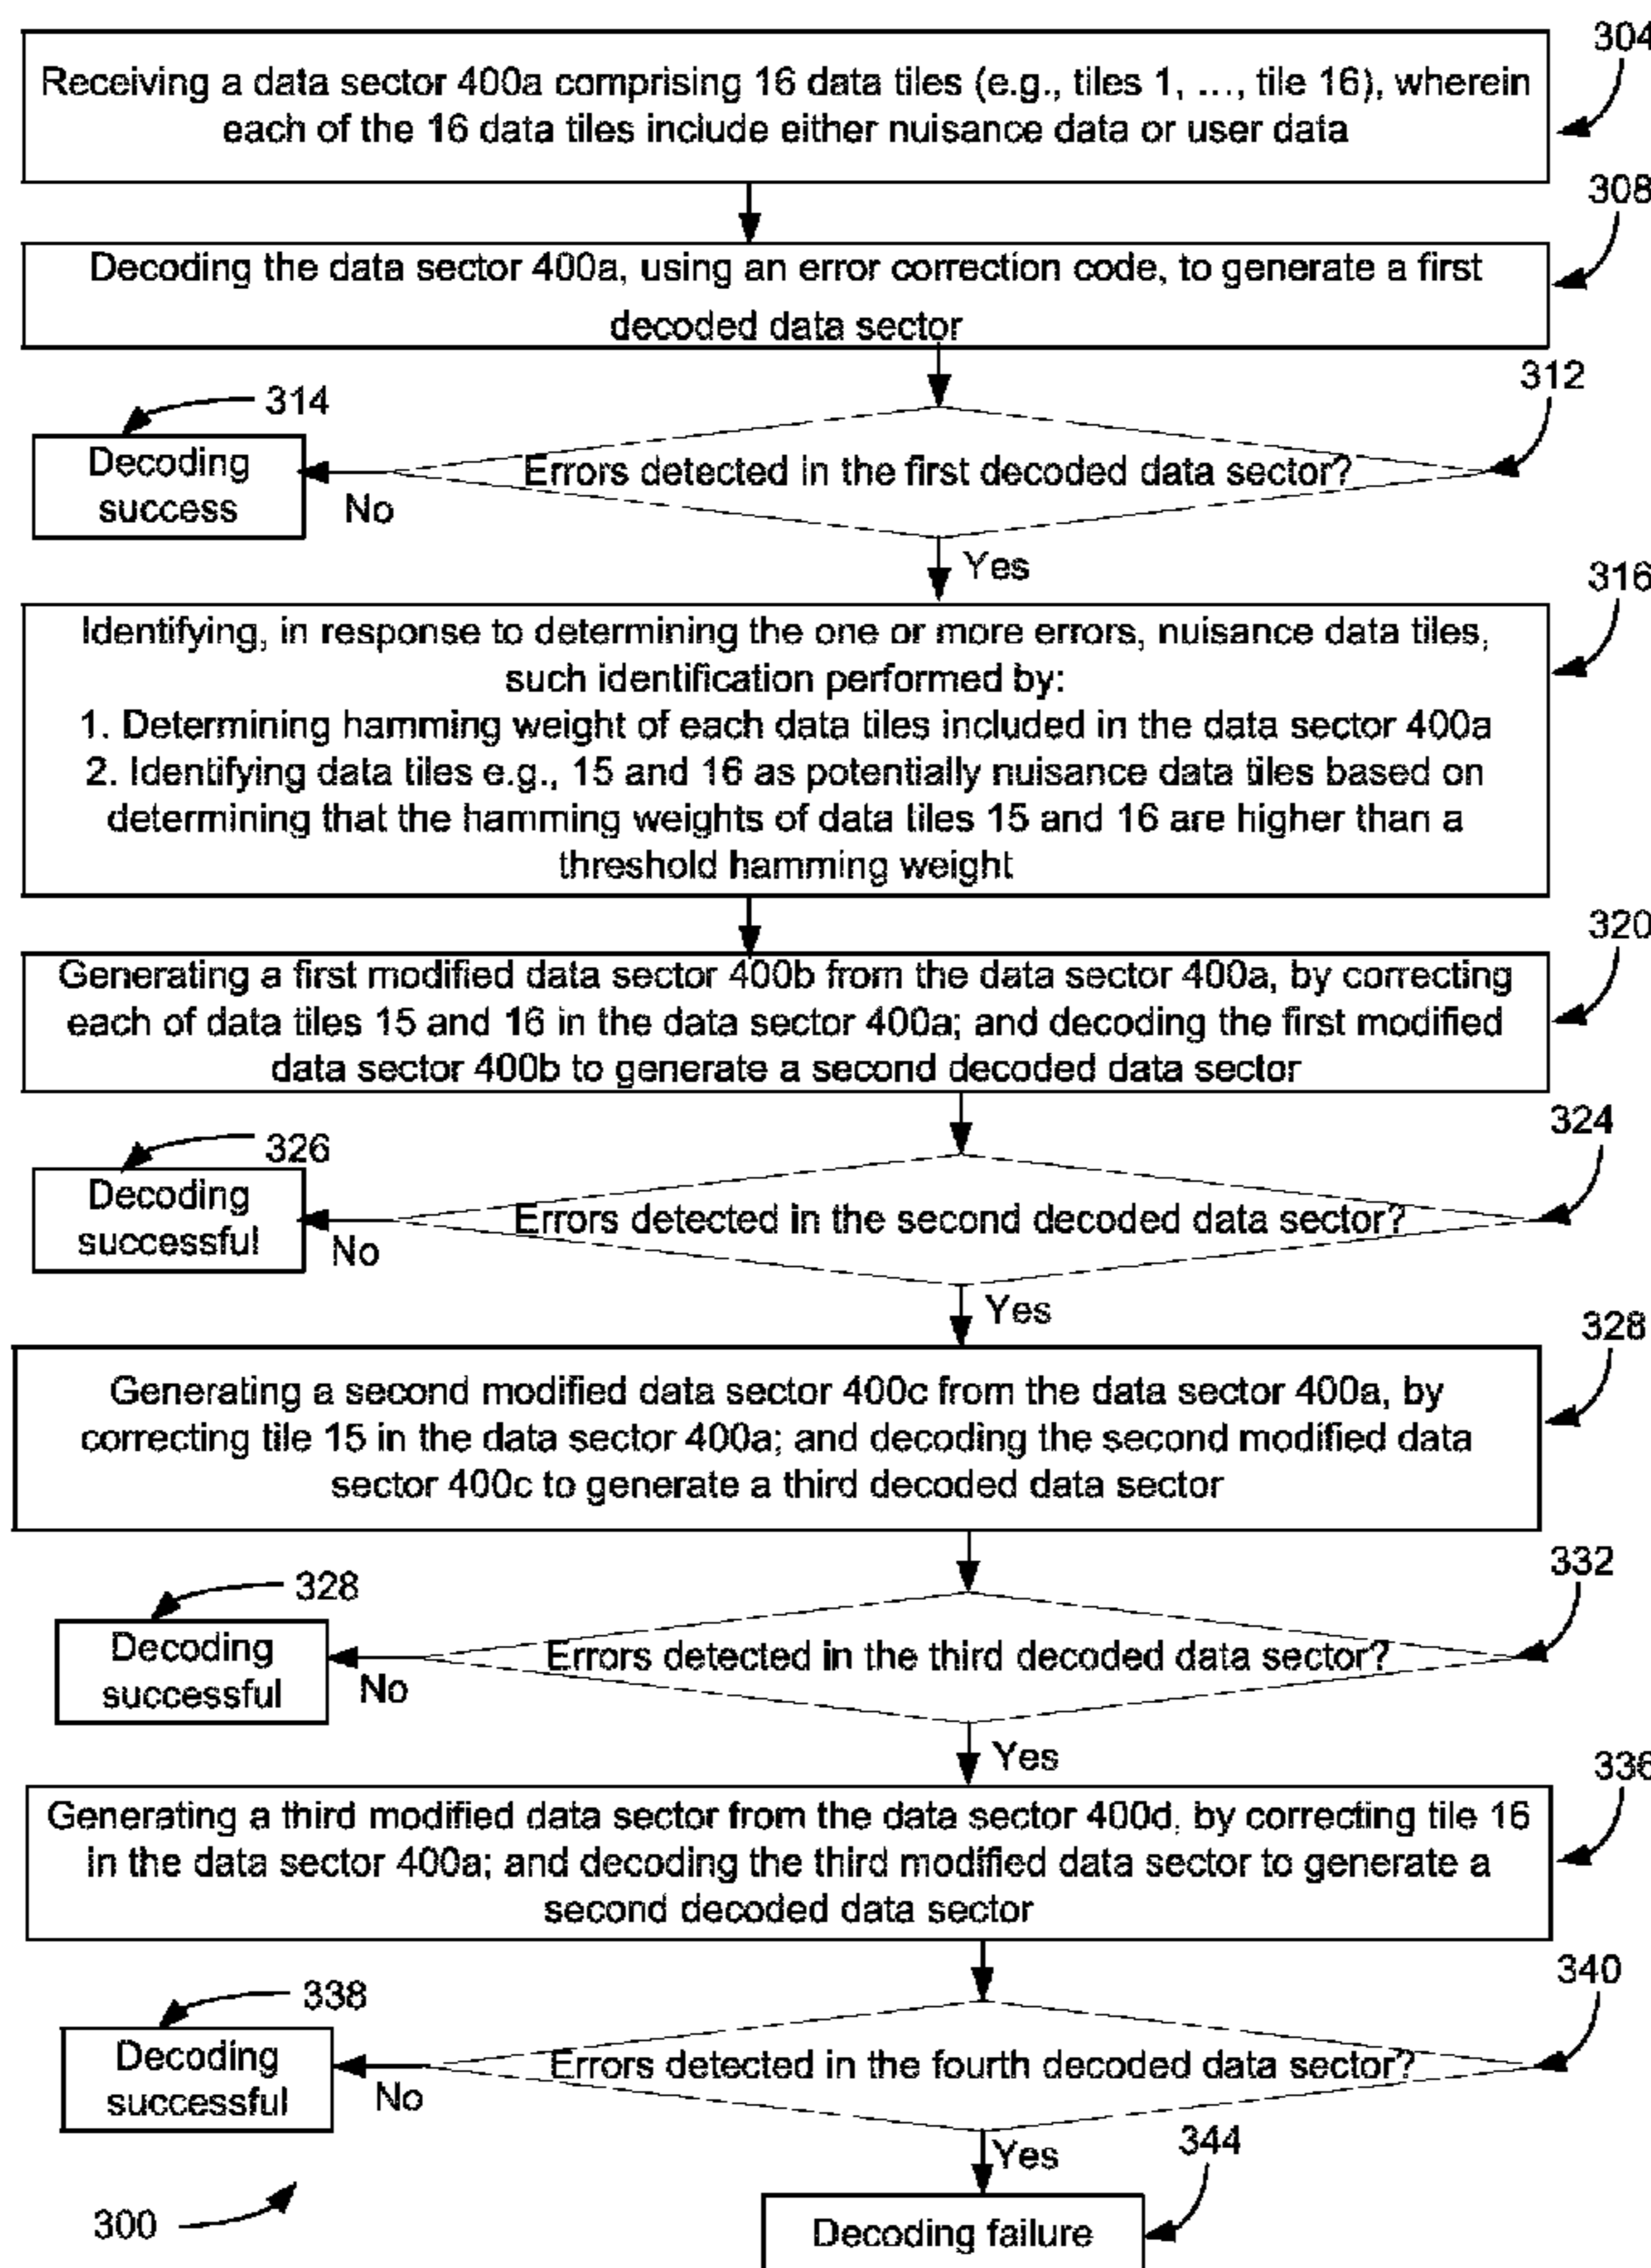 304
Receiving a data sector 400a comprising 16 data tiles (e.g., tiles 1, ..., tile 16), wherein
each of the 16 data tiles include either nuisance data or user data
308
Decoding the data sector 400a, using an error correction code, to generate a first
decoded data sector
312
314
Decoding
success
Errors detected in the first decoded data sector?
No
Yes
316
Identifying, in response to determining the one or more errors, nuisance data tiles,
such identification performed by:
1. Determining hamming weight of each data tiles included in the data sector 400a
2. Identifying data tiles e.g., 15 and 16 as potentially nuisance data tiles based on
determining that the hamming weights of data tiles 15 and 16 are higher than a
threshold hamming weight
320
Generating a first modified data sector 400b from the data sector 400a, by correcting
each of data tiles 15 and 16 in the data sector 400a; and decoding the first modified
data sector 400b to generate a second decoded data sector
324
326
Decoding
successful
Errors detected in the second decoded data sector?
No
Yes
328
Generating a second modified data sector 400c from the data sector 400a, by
correcting tile 15 in the data sector 400a; and decoding the second modified data
sector 400c to generate a third decoded data sector
332
328
Decoding
successful
Errors detected in the third decoded data sector?
No
Yes
336
Generating a third modified data sector from the data sector 400d, by correcting tile 16
in the data sector 400a; and decoding the third modified data sector to generate a
second decoded data sector
340
338
Decoding
successful
Errors detected in the fourth decoded data sector?
No
Yes
344
Decoding failure
300